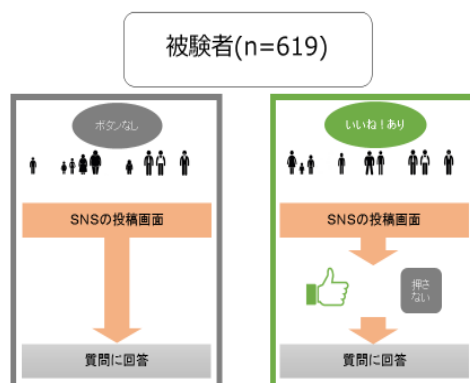 被験者(n=619)
ボタンなし
いいね！あり
SNSの投稿画面
SNSの投稿画面
押さ
ない
質問に回答
質問に回答